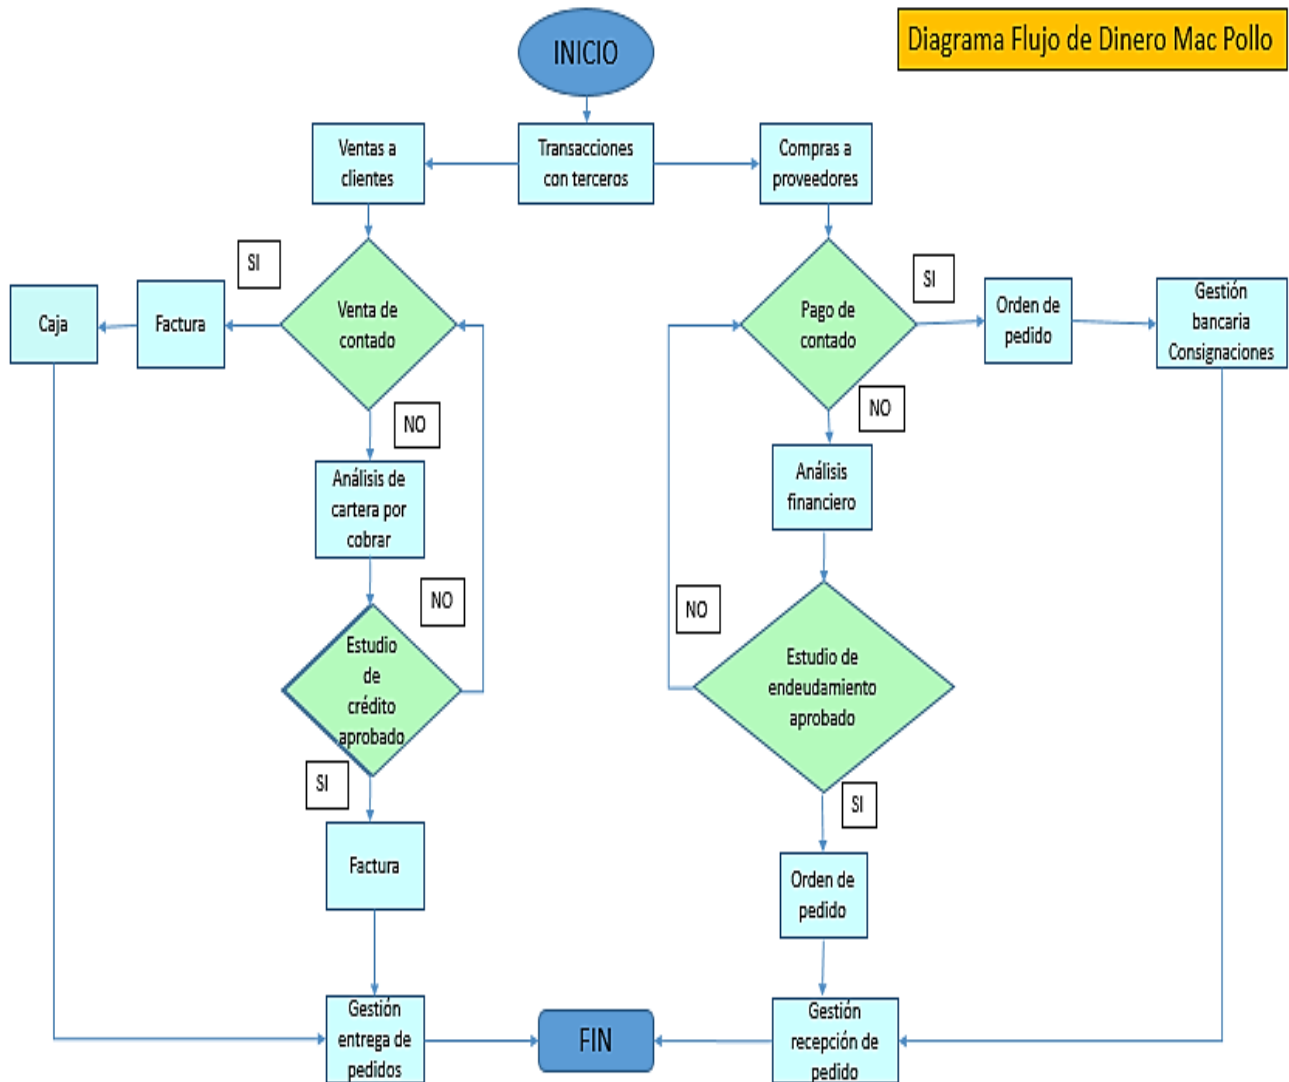 INICIO
Diagrama Flujo de Dinero Mac Pollo
Ventas a
clientes
Transacciones
con terceros
Compras a
proveedores
SI
Venta de
contado
Factura
Caja
NO
Análisis de
cartera por
cobrar
NO
Estudio
de
crédito
aprobado
SI
Factura
Gestión
entrega de
pedidos
Pago de
contado
SI
Orden de
pedido
Gestión
bancaria
Consignaciones
NO
Análisis
financiero
NO
Estudio de
endeudamiento
aprobado
SI
Orden de
pedido
Gestión
recepción de
pedido
FIN